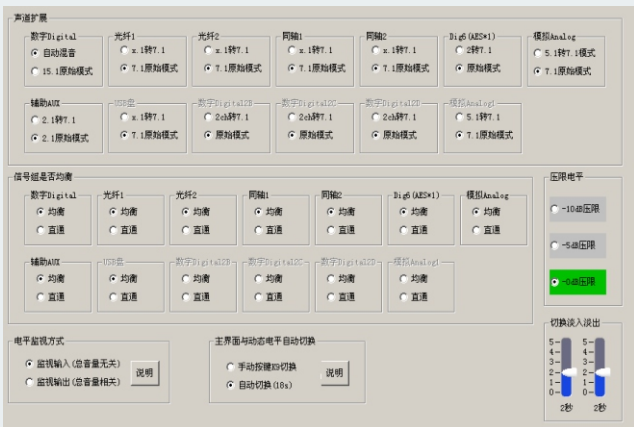 声道扩展
数字Digital 光纤1 光纤2 同轴1 同轴2 Dig6(AES*1) 模拟Analog
自动混音 x.1转7.1 x.1转7.1 x.1转7.1 x.1转7.1 2转7.1 5.1转7.1模式
15.1原始模式 7.1原始模式 7.1原始模式 7.1原始模式 7.1原始模式 原始模式 7.1原始模式
辅助AUX USB盘 数字Digital2B 数字Digital2C 数字Digital2D 模拟Analog1
2.1转7.1 x.1转7.1 2ch转7.1 2ch转7.1 2ch转7.1 5.1转7.1
2.1原始模式 7.1原始模式 原始模式 原始模式 原始模式 7.1原始模式
信号组是否均衡
数字Digital 光纤1 光纤2 同轴1 同轴2 Dig6(AES*1) 模拟Analog
均衡 均衡 均衡 均衡 均衡 均衡 均衡
直通 直通 直通 直通 直通 直通 直通
辅助AUX USB盘 数字Digital2B 数字Digital2C 数字Digital2D 模拟Analog1
均衡 均衡 均衡 均衡 均衡 均衡
直通 直通 直通 直通 直通 直通
压限电平
-10dB压限
-5dB压限
-0dB压限
电平监视方式
监视输入(总音量无关)
监视输出(总音量相关)
说明
主界面与动态电平自动切换
手动按键K9切换
自动切换(18s)
说明
切换淡入淡出
5- 5-
4- 4-
3- 3-
2- 2-
1- 1-
0- 0-
2秒 2秒